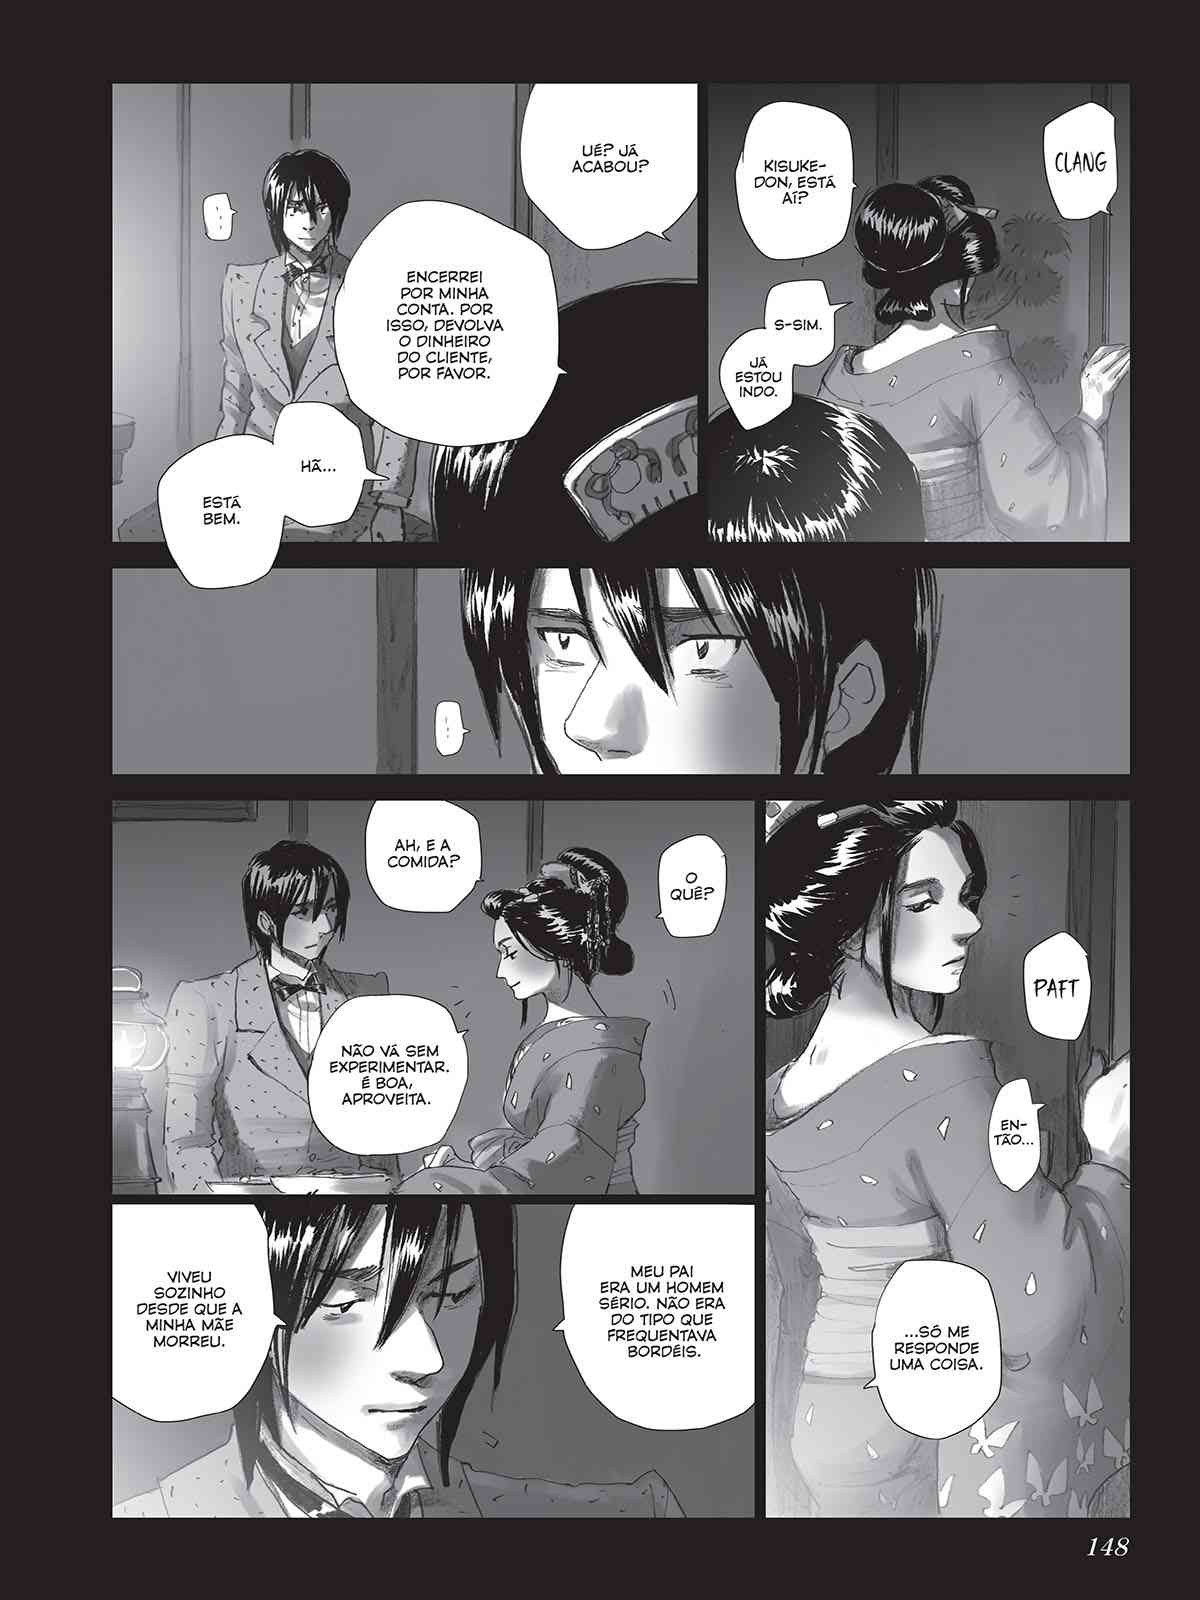 CLANG
KISUKE-
DON, ESTÁ
AÍ?
S-SIM.
JÁ
ESTOU
INDO.
UÉ? JÁ
ACABOU?
ENCERREI
POR MINHA
CONTA. POR
ISSO, DEVOLVA
O DINHEIRO
DO CLIENTE,
POR FAVOR.
...
HÃ...
ESTÁ
BEM.
...
PAFT
EN-
TÃO...
...SÓ ME
RESPONDE
UMA COISA.
O
QUÊ?
AH, E A
COMIDA?
NÃO VÁ SEM
EXPERIMENTAR.
É BOA,
APROVEITA.
MEU PAI
ERA UM HOMEM
SÉRIO. NÃO ERA
DO TIPO QUE
FREQUENTAVA
BORDÉIS.
VIVEU
SOZINHO
DESDE QUE A
MINHA MÃE
MORREU.
148